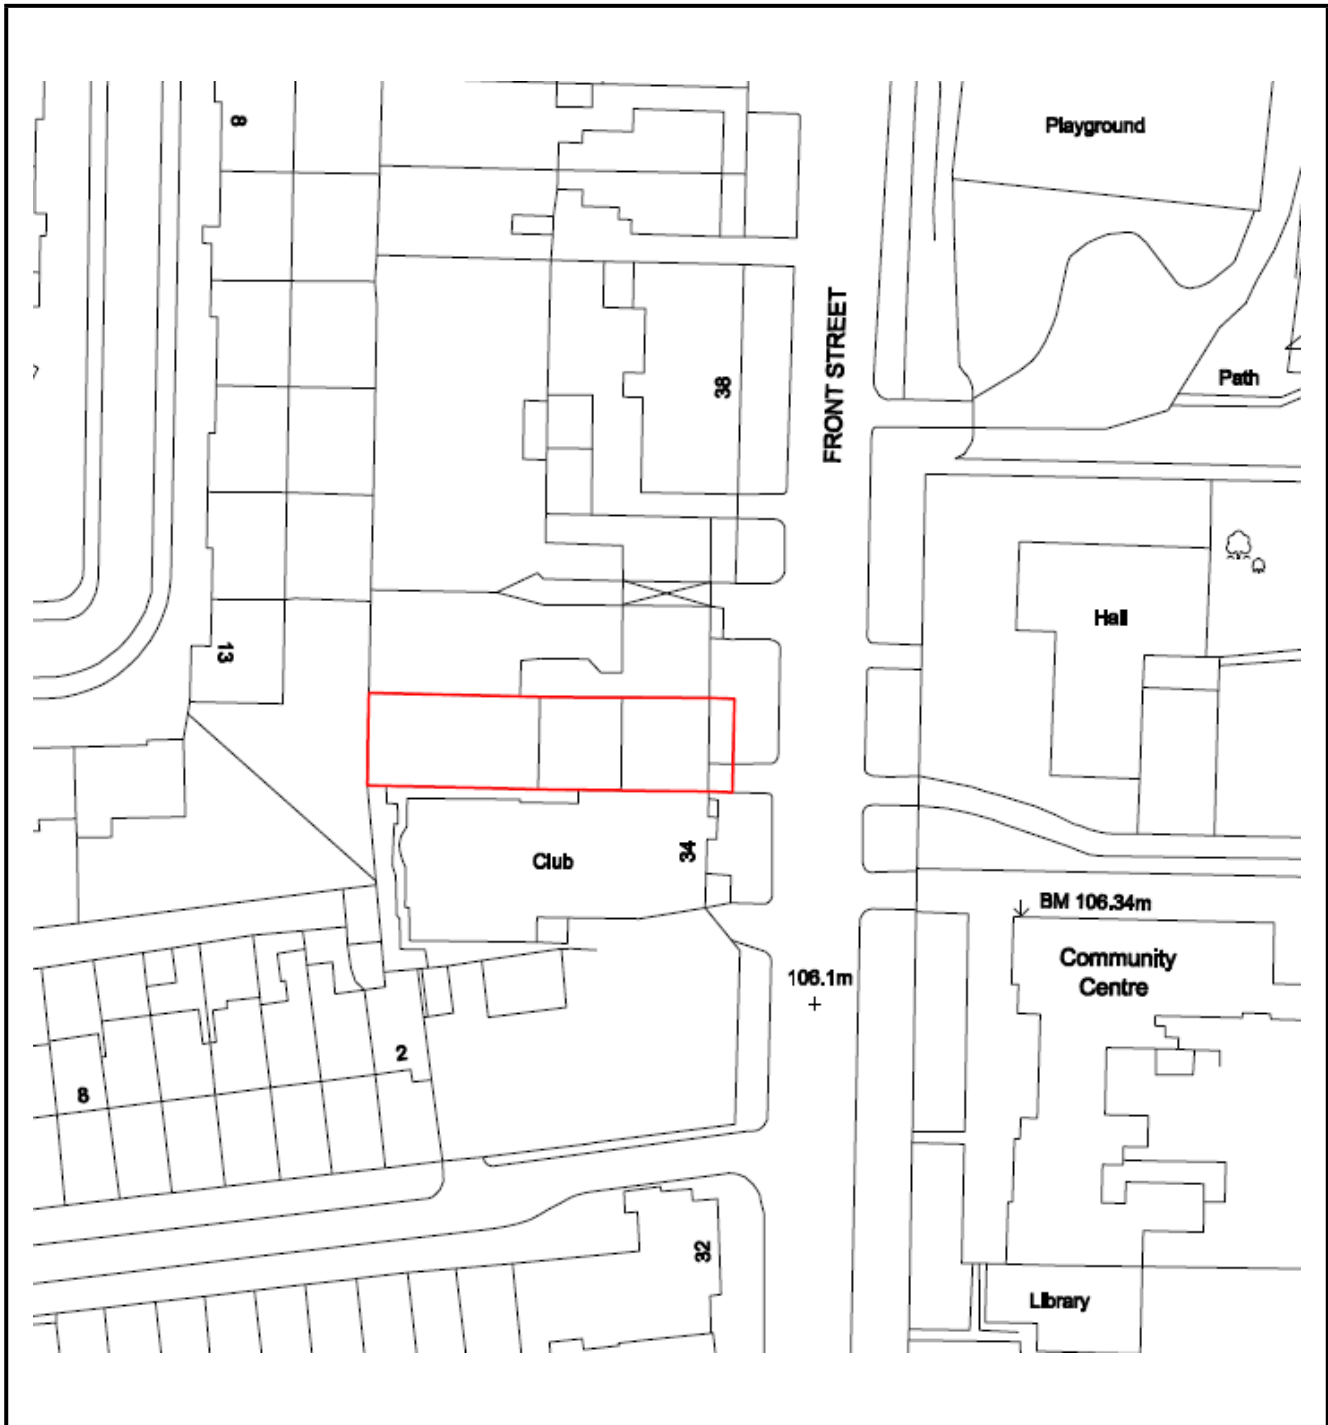 8
Playground
FRONT STREET
38
Path
Hall
13
Club
34
BM 106.34m
Community
Centre
106.1m
2
8
32
Library